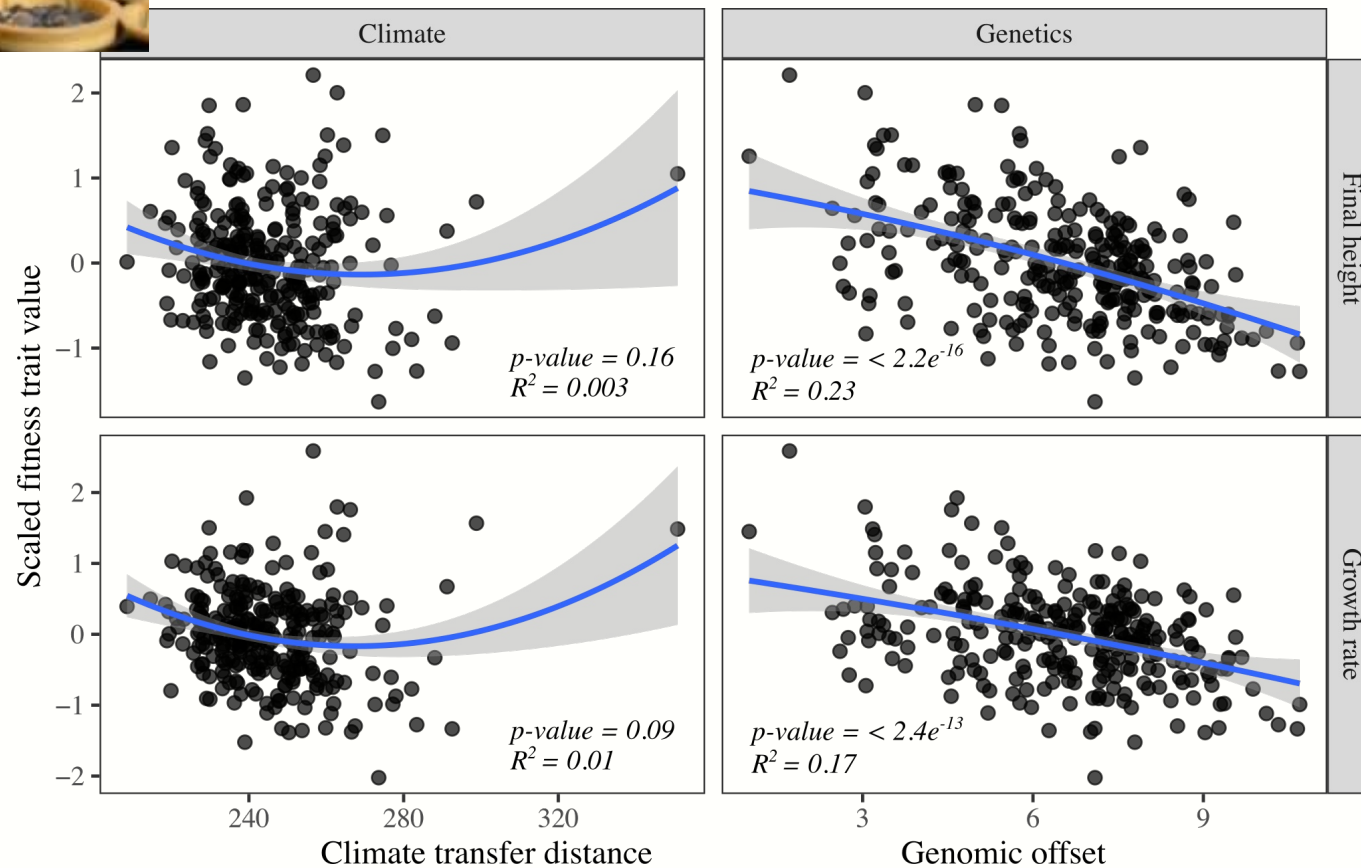 Climate
Genetics
Scaled fitness trait value
2
1
0
−1
p-value = 0.16
R² = 0.003
p-value = < 2.2e⁻¹⁶
R² = 0.23
Final height
2
1
0
−1
−2
p-value = 0.09
R² = 0.01
p-value = < 2.4e⁻¹³
R² = 0.17
Growth rate
240 280 320
3 6 9
Climate transfer distance
Genomic offset